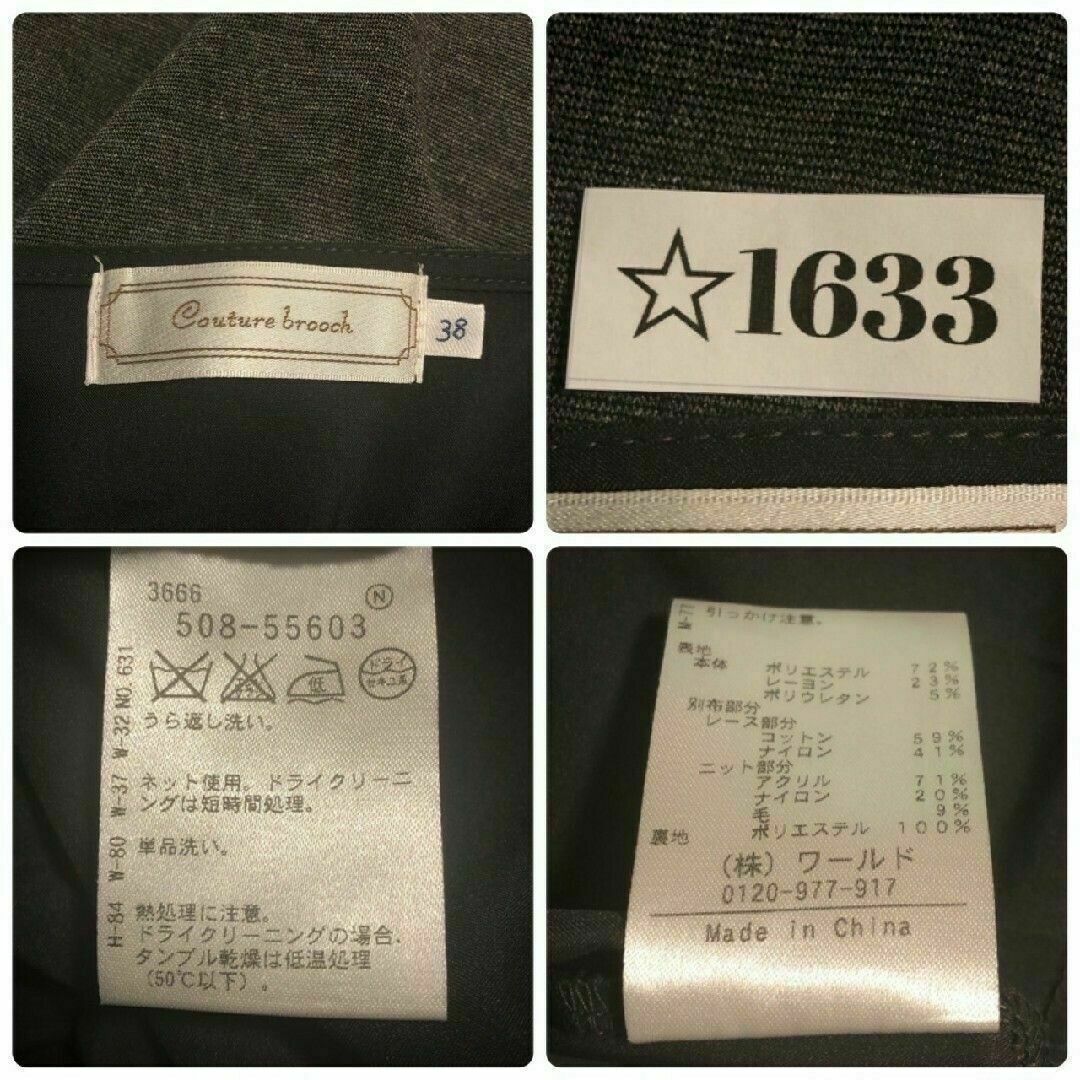 Couture brooch
38
☆1633
3666 Ⓝ
508-55603
低
ドライ
セキユ系
うら返し洗い。
ネット使用。ドライクリーニ
ングは短時間処理。
単品洗い。
熱処理に注意。
ドライクリーニングの場合、
タンブル乾燥は低温処理
(50℃以下)。
H-84 W-80 W-37 W-32 NO 631
引っかけ注意。
表地
本体 ポリエステル 72%
レーヨン 23%
ポリウレタン 5%
別布部分
レース部分
コットン 59%
ナイロン 41%
ニット部分
アクリル 71%
ナイロン 20%
毛 9%
裏地 ポリエステル 100%
(株) ワールド
0120-977-917
Made in China